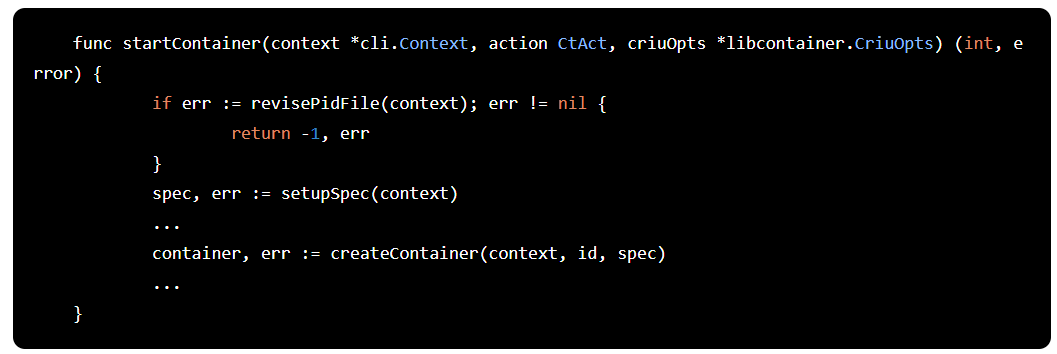 func startContainer(context *cli.Context, action CtAct, criuOpts *libcontainer.CriuOpts) (int, e
rror) {
if err := revisePidFile(context); err != nil {
return -1, err
}
spec, err := setupSpec(context)
...
container, err := createContainer(context, id, spec)
...
}